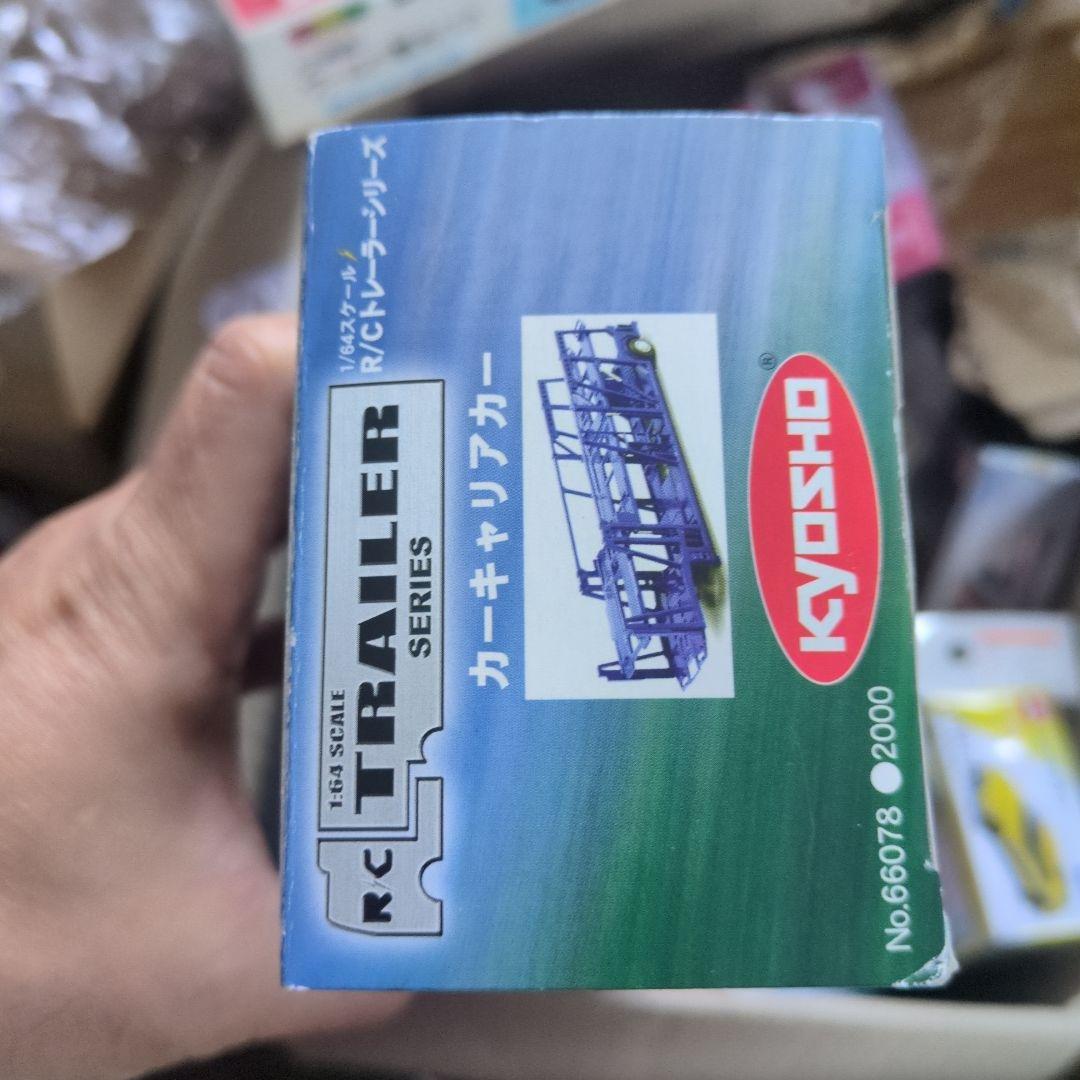 1/64スケール
R/Cトレーラーシリーズ
1:64 SCALE
R/C TRAILER
SERIES
カーキャリアカー
KYOSHO®
No.66078 ●2000